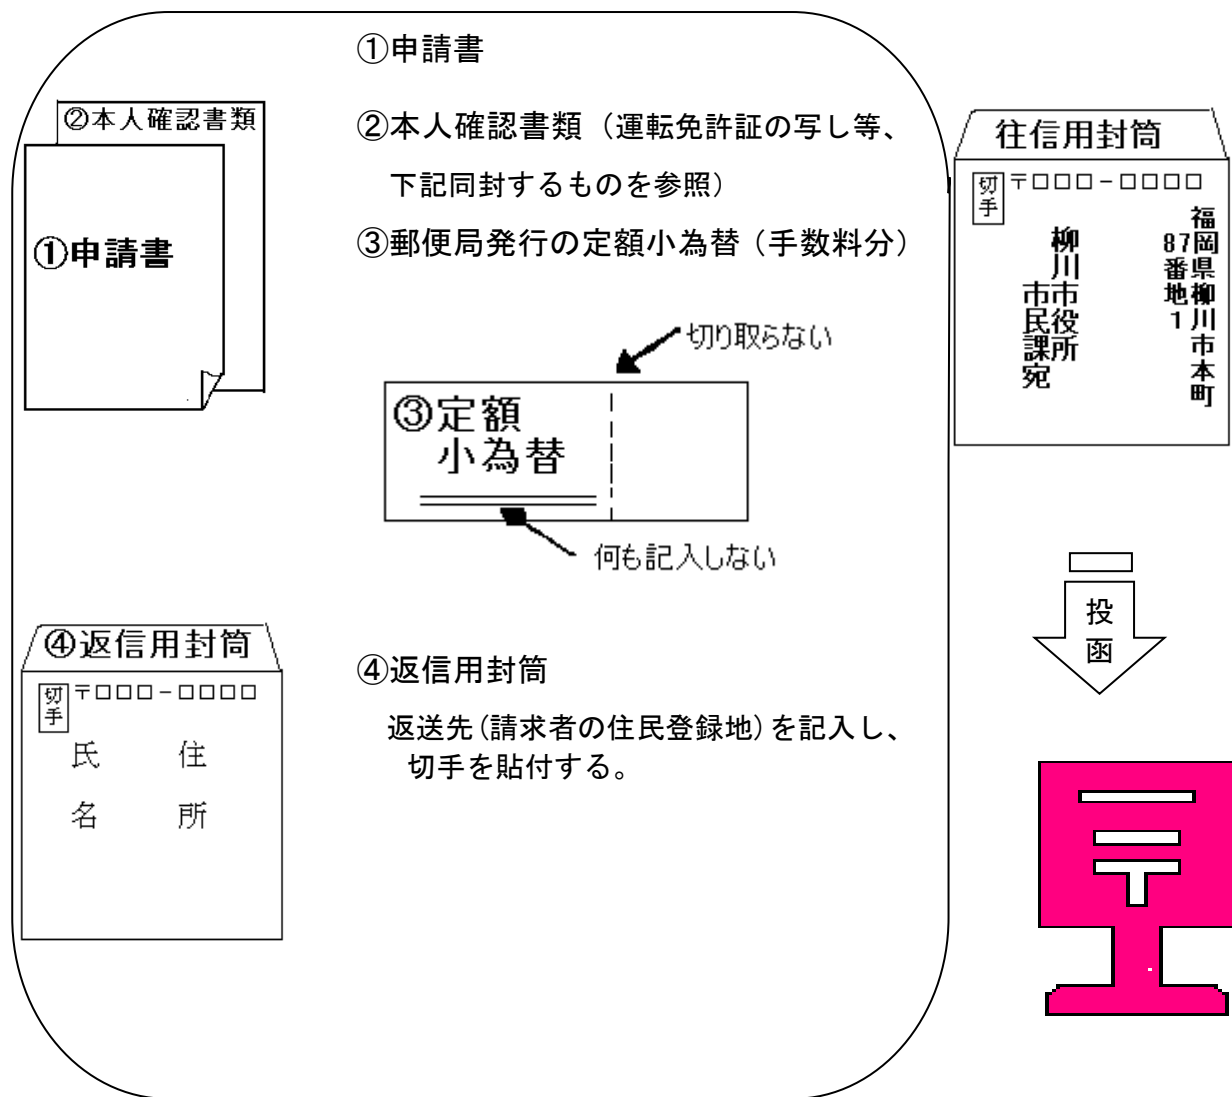 ①申請書
②本人確認書類（運転免許証の写し等、
下記同封するものを参照）
③郵便局発行の定額小為替（手数料分）
②本人確認書類
①申請書
切り取らない
③定額
小為替
何も記入しない
④返信用封筒
切手
〒□□□-□□□□
住所
氏名
④返信用封筒
返送先（請求者の住民登録地）を記入し、
切手を貼付する。
往信用封筒
切手
〒□□□-□□□□
福岡県柳川市本町
87番地1
柳川市役所
市民課宛
投
函
〒